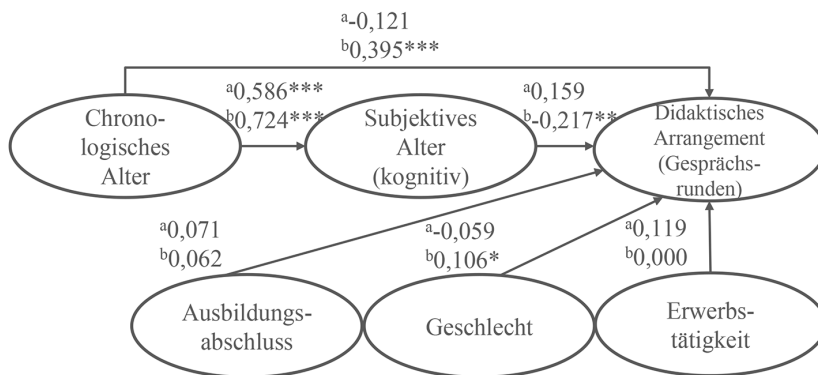 ᵃ-0,121
ᵇ0,395***
ᵃ0,586***
ᵇ0,724***
ᵃ0,159
ᵇ-0,217**
Chrono-
logisches
Alter
Subjektives
Alter
(kognitiv)
Didaktisches
Arrangement
(Gesprächs-
runden)
ᵃ0,071
ᵇ0,062
ᵃ-0,059
ᵇ0,106*
ᵃ0,119
ᵇ0,000
Ausbildungs-
abschluss
Geschlecht
Erwerbs-
tätigkeit